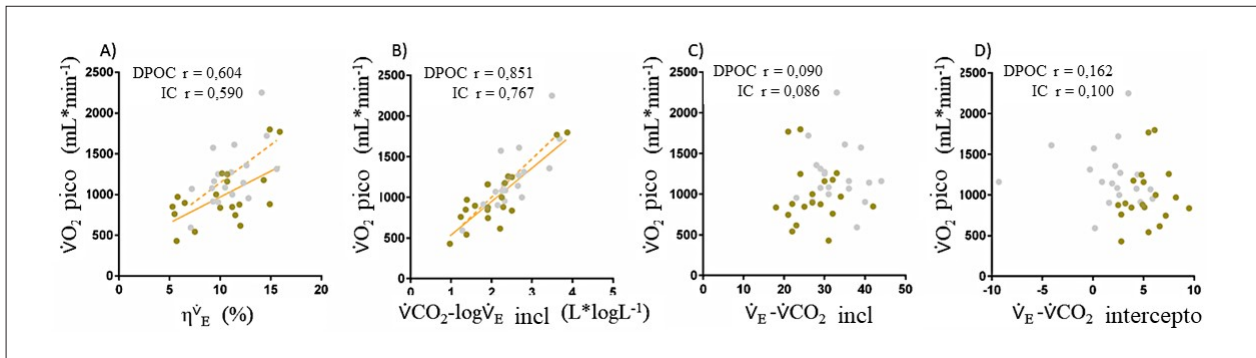 A)
DPOC r = 0,604
IC r = 0,590
V̇O₂ pico (mL*min⁻¹)
2500
2000
1500
1000
500
0
0 5 10 15 20
ηV̇E (%)
B)
DPOC r = 0,851
IC r = 0,767
V̇O₂ pico (mL*min⁻¹)
2500
2000
1500
1000
500
0
0 1 2 3 4 5
V̇CO₂-logV̇E incl (L*logL⁻¹)
C)
DPOC r = 0,090
IC r = 0,086
V̇O₂ pico (mL*min⁻¹)
2500
2000
1500
1000
500
0
0 10 20 30 40 50
V̇E-V̇CO₂ incl
D)
DPOC r = 0,162
IC r = 0,100
V̇O₂ pico (mL*min⁻¹)
2500
2000
1500
1000
500
0
-10 -5 0 5 10
V̇E-V̇CO₂ intercepto